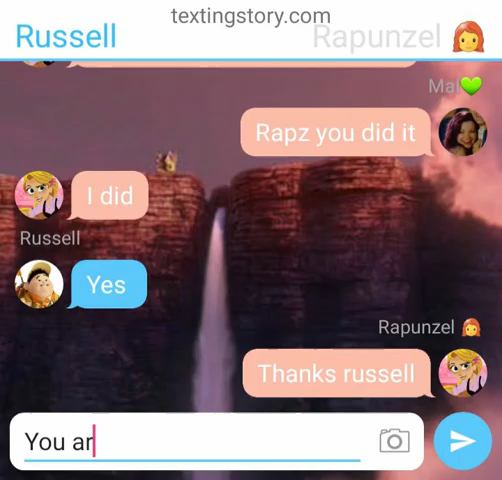 textingstory.com
Russell
Rapunzel
Mal
Rapz you did it
I did
Russell
Yes
Rapunzel
Thanks russell
You ar